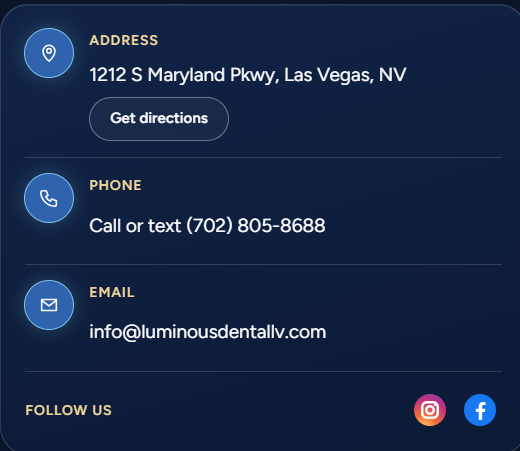 ADDRESS
1212 S Maryland Pkwy, Las Vegas, NV
Get directions
PHONE
Call or text (702) 805-8688
EMAIL
info@luminousdentallv.com
FOLLOW US